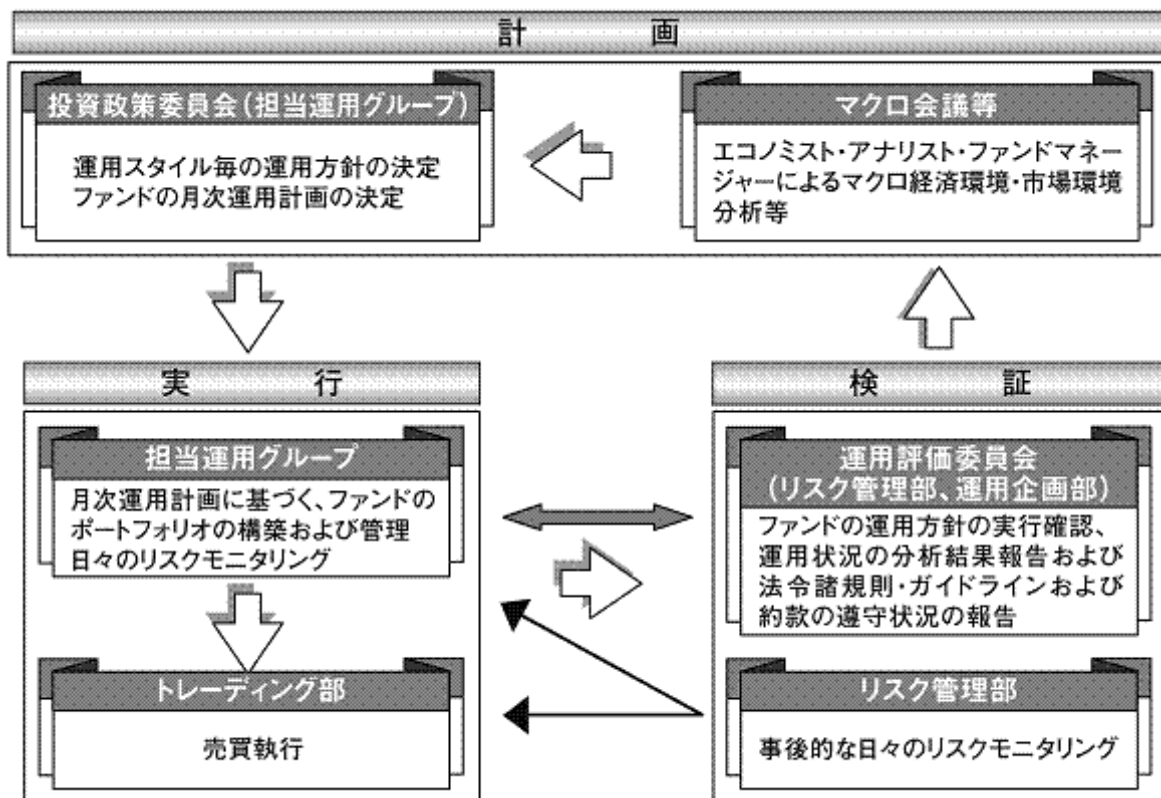 計画
投資政策委員会(担当運用グループ)
運用スタイル毎の運用方針の決定
ファンドの月次運用計画の決定
マクロ会議等
エコノミスト・アナリスト・ファンドマネー
ジャーによるマクロ経済環境・市場環境
分析等
実行
担当運用グループ
月次運用計画に基づく、ファンドの
ポートフォリオの構築および管理
日々のリスクモニタリング
トレーディング部
売買執行
検証
運用評価委員会
(リスク管理部、運用企画部)
ファンドの運用方針の実行確認、
運用状況の分析結果報告および
法令諸規則・ガイドラインおよび
約款の遵守状況の報告
リスク管理部
事後的な日々のリスクモニタリング